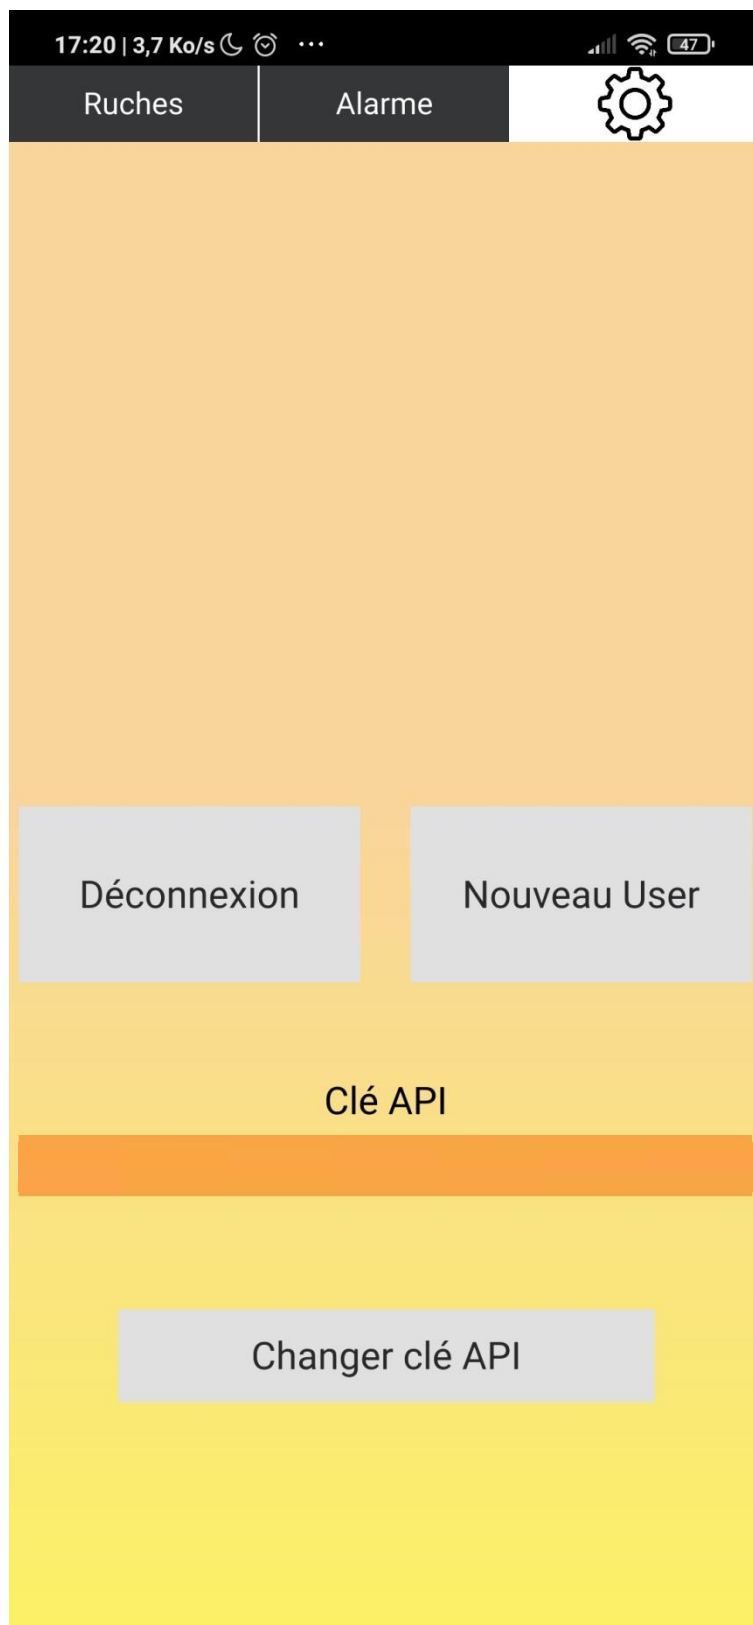 17:20 | 3,7 Ko/s ... 47
Ruches Alarme
Déconnexion Nouveau User
Clé API
Changer clé API